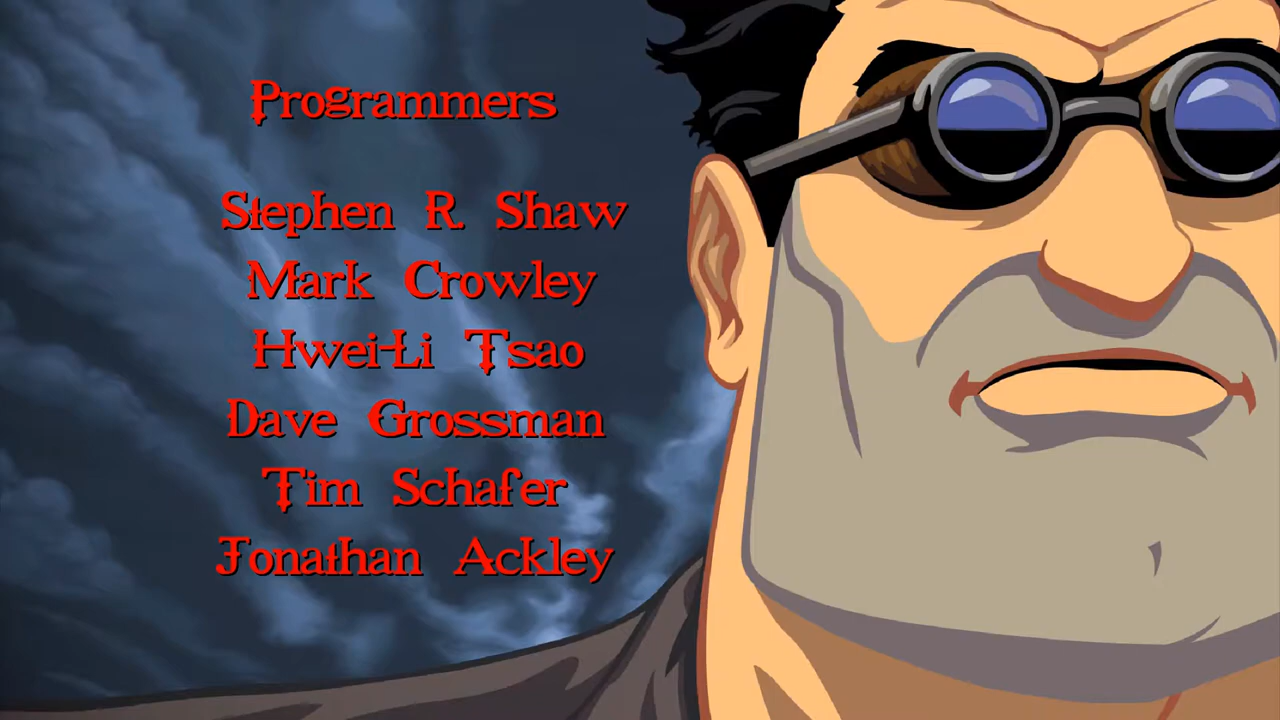 Programmers
Stephen R. Shaw
Mark Crowley
Hwei-Li Tsao
Dave Grossman
Tim Schafer
Jonathan Ackley